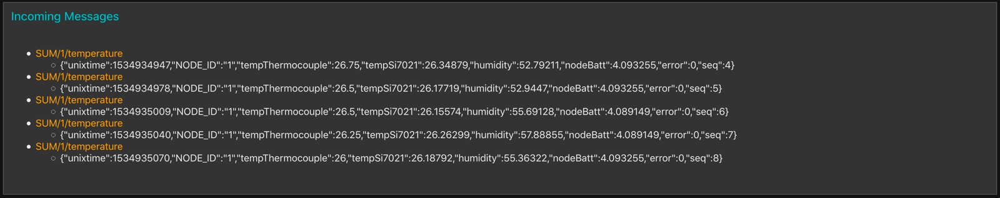 Incoming Messages
SUM/1/temperature
{"unixtime":1534934947,"NODE_ID":"1","tempThermocouple":26.75,"tempSi7021":26.34879,"humidity":52.79211,"nodeBatt":4.093255,"error":0,"seq":4}
SUM/1/temperature
{"unixtime":1534934978,"NODE_ID":"1","tempThermocouple":26.5,"tempSi7021":26.17719,"humidity":52.9447,"nodeBatt":4.093255,"error":0,"seq":5}
SUM/1/temperature
{"unixtime":1534935009,"NODE_ID":"1","tempThermocouple":26.5,"tempSi7021":26.15574,"humidity":55.69128,"nodeBatt":4.089149,"error":0,"seq":6}
SUM/1/temperature
{"unixtime":1534935040,"NODE_ID":"1","tempThermocouple":26.25,"tempSi7021":26.26299,"humidity":57.88855,"nodeBatt":4.089149,"error":0,"seq":7}
SUM/1/temperature
{"unixtime":1534935070,"NODE_ID":"1","tempThermocouple":26,"tempSi7021":26.18792,"humidity":55.36322,"nodeBatt":4.093255,"error":0,"seq":8}